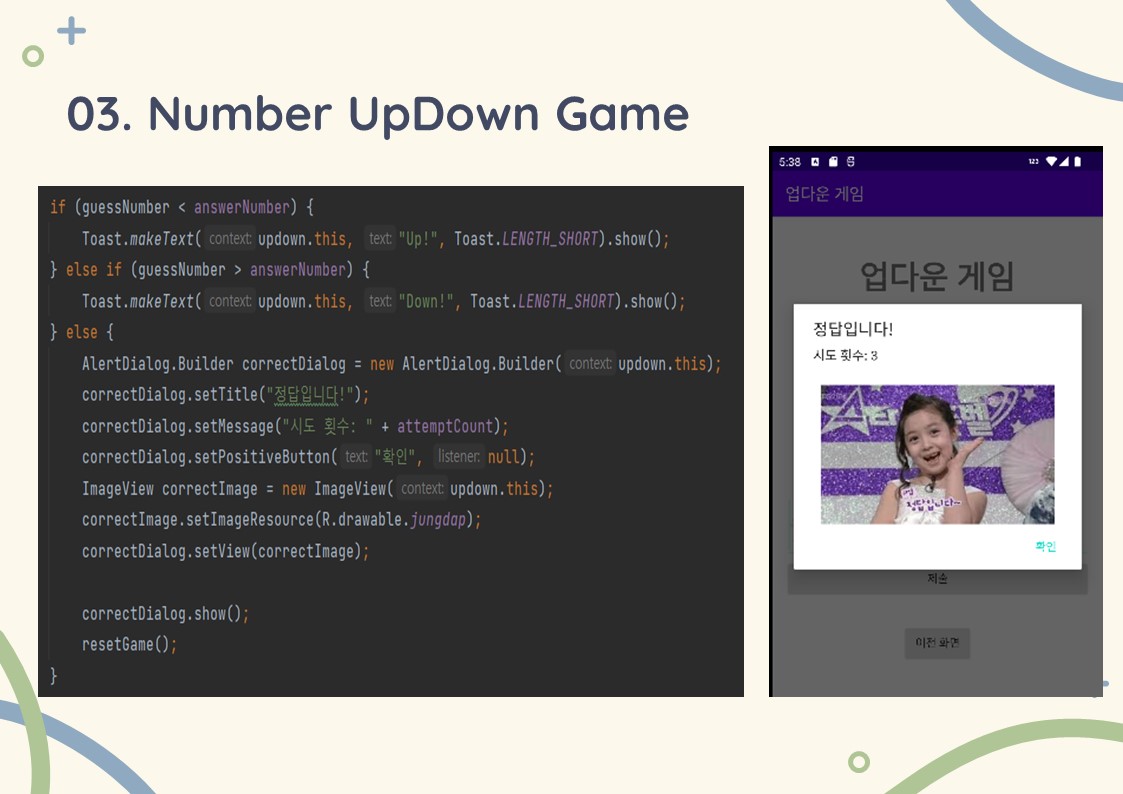 03. Number UpDown Game
if (guessNumber < answerNumber) {
Toast.makeText( context: updown.this, text: "Up!", Toast.LENGTH_SHORT).show();
} else if (guessNumber > answerNumber) {
Toast.makeText( context: updown.this, text: "Down!", Toast.LENGTH_SHORT).show();
} else {
AlertDialog.Builder correctDialog = new AlertDialog.Builder( context: updown.this);
correctDialog.setTitle("정답입니다!");
correctDialog.setMessage("시도 횟수: " + attemptCount);
correctDialog.setPositiveButton( text: "확인", listener: null);
ImageView correctImage = new ImageView( context: updown.this);
correctImage.setImageResource(R.drawable.jungdap);
correctDialog.setView(correctImage);
correctDialog.show();
resetGame();
}
5:38
123
업다운 게임
업다운 게임
정답입니다!
시도 횟수: 3
정답입니다~
확인
제출
이전 화면